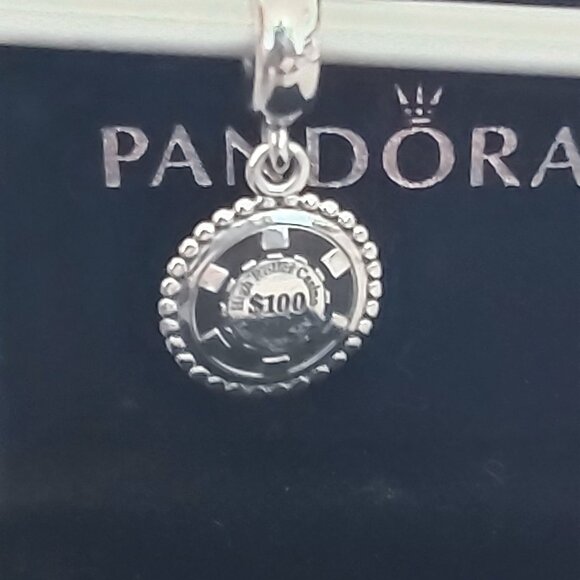 PANDORA
High Roller Casino
$100